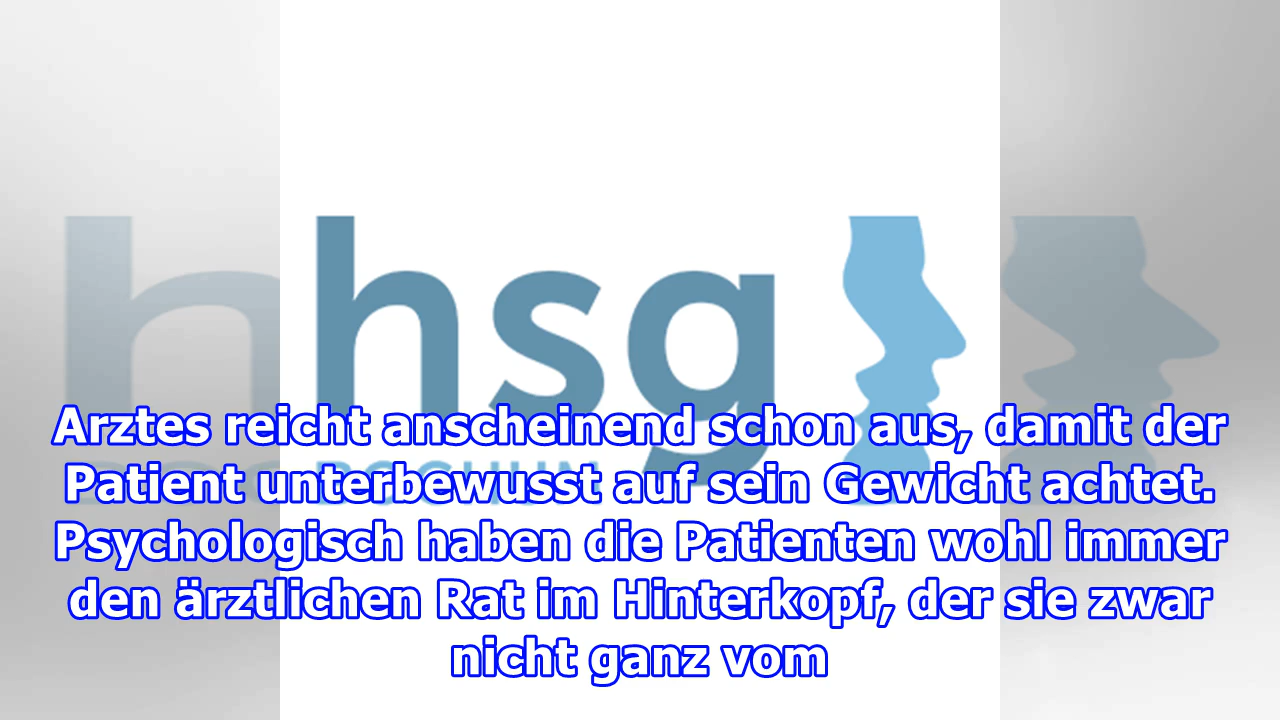 hsg
BOCHUM
Arztes reicht anscheinend schon aus, damit der
Patient unterbewusst auf sein Gewicht achtet.
Psychologisch haben die Patienten wohl immer
den ärztlichen Rat im Hinterkopf, der sie zwar
nicht ganz vom